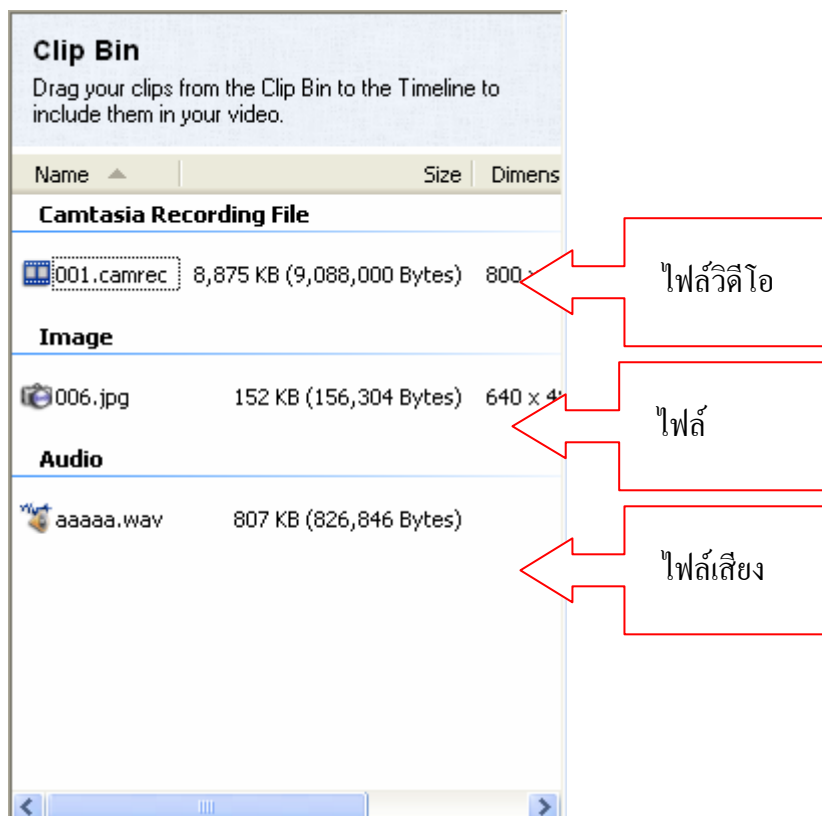 Clip Bin
Drag your clips from the Clip Bin to the Timeline to
include them in your video.
Name Size Dimens
Camtasia Recording File
001.camrec 8,875 KB (9,088,000 Bytes) 800
ไฟล์วิดีโอ
Image
006.jpg 152 KB (156,304 Bytes) 640 x
ไฟล์
Audio
aaaaa.wav 807 KB (826,846 Bytes)
ไฟล์เสียง